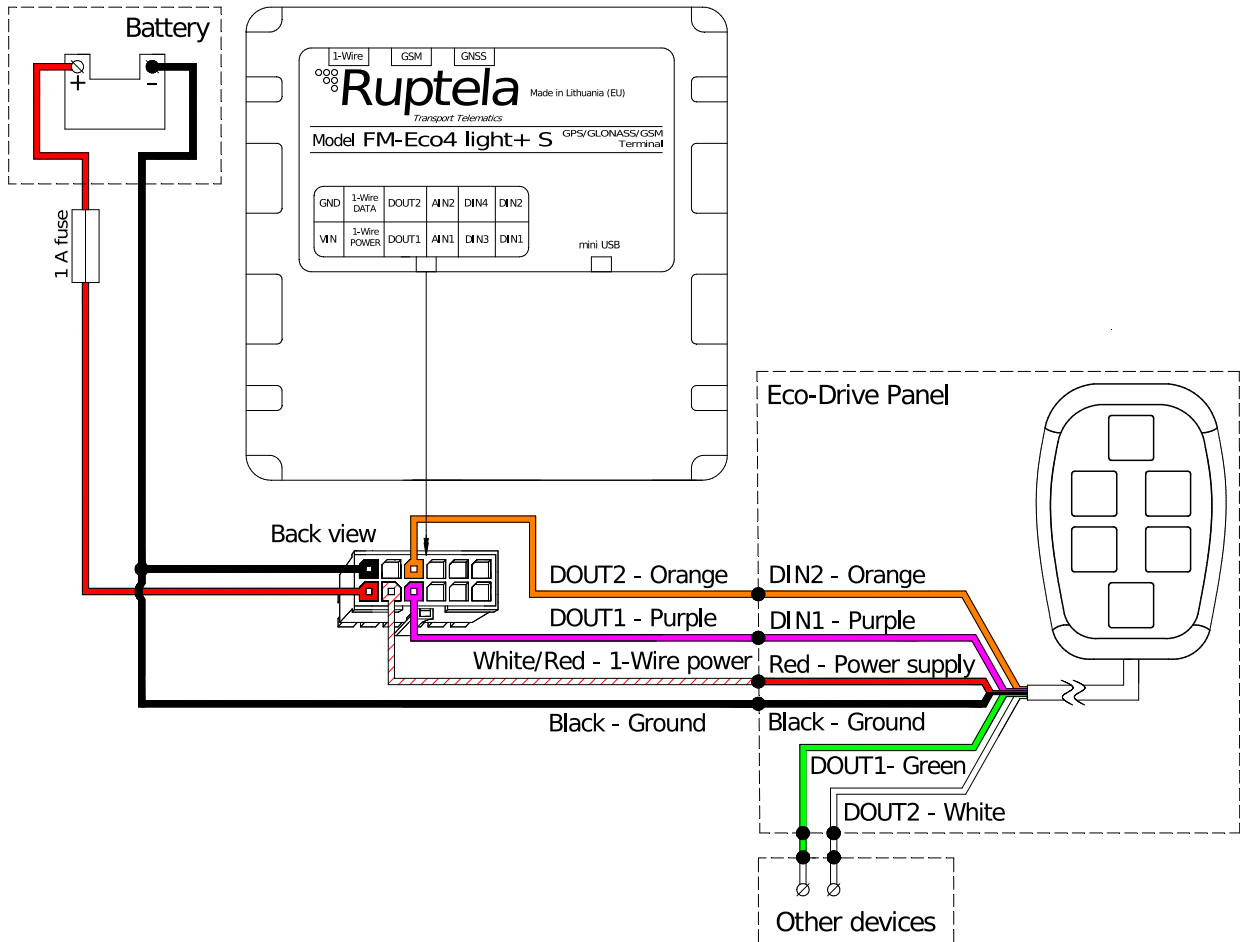 Battery
+
-
1 A fuse
1-Wire GSM GNSS
Ruptela Made in Lithuania (EU)
Transport Telematics
Model FM-Eco4 light+ S GPS/GLONASS/GSM
Terminal
GND 1-Wire DATA DOUT2 AIN2 DIN4 DIN2
VIN 1-Wire POWER DOUT1 AIN1 DIN3 DIN1
mini USB
Eco-Drive Panel
Back view
DOUT2 - Orange DIN2 - Orange
DOUT1 - Purple DIN1 - Purple
White/Red - 1-Wire power Red - Power supply
Black - Ground Black - Ground
DOUT1- Green
DOUT2 - White
Other devices